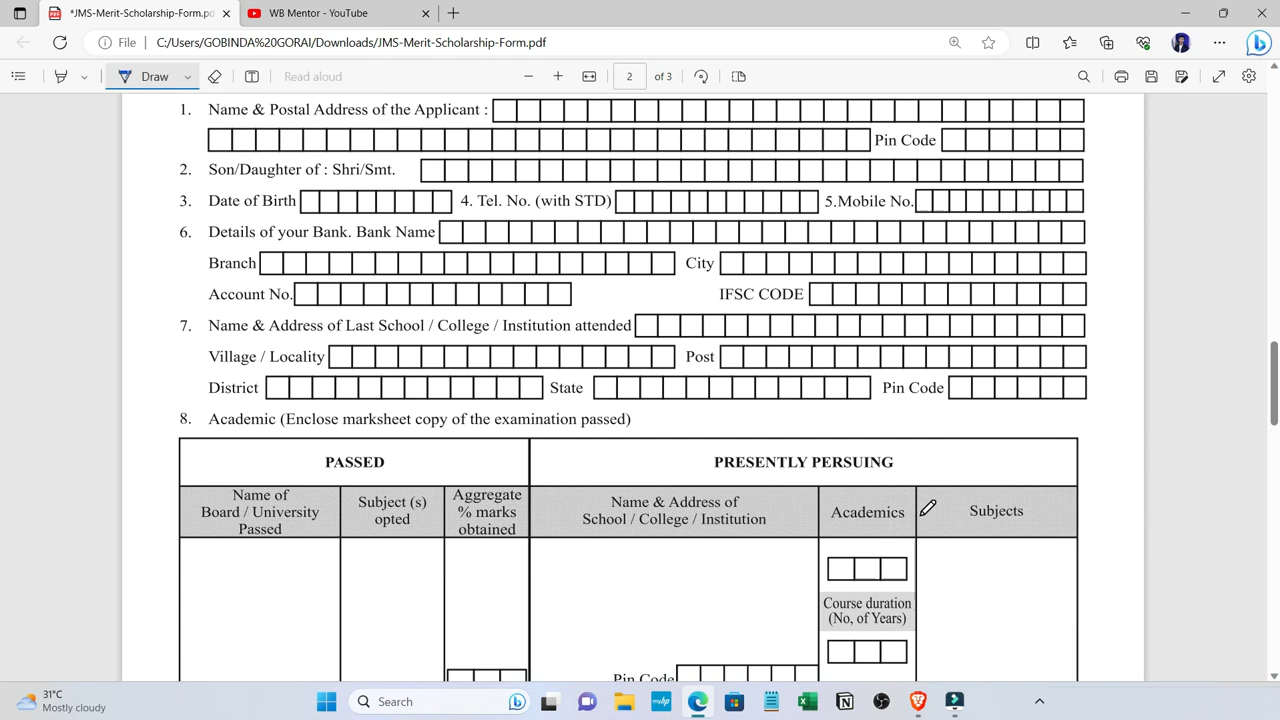 *JMS-Merit-Scholarship-Form.pd
WB Mentor - YouTube
File
C:/Users/GOBINDA%20GORAI/Downloads/JMS-Merit-Scholarship-Form.pdf
Draw
Read aloud
2 of 3
1. Name & Postal Address of the Applicant :
Pin Code
2. Son/Daughter of : Shri/Smt.
3. Date of Birth 4. Tel. No. (with STD) 5.Mobile No.
6. Details of your Bank. Bank Name
Branch City
Account No. IFSC CODE
7. Name & Address of Last School / College / Institution attended
Village / Locality Post
District State Pin Code
8. Academic (Enclose marksheet copy of the examination passed)
PASSED PRESENTLY PERSUING
Name of
Board / University
Passed
Subject (s)
opted
Aggregate
% marks
obtained
Name & Address of
School / College / Institution
Academics
Subjects
Course duration
(No, of Years)
Pin Code
31°C
Mostly cloudy
Search